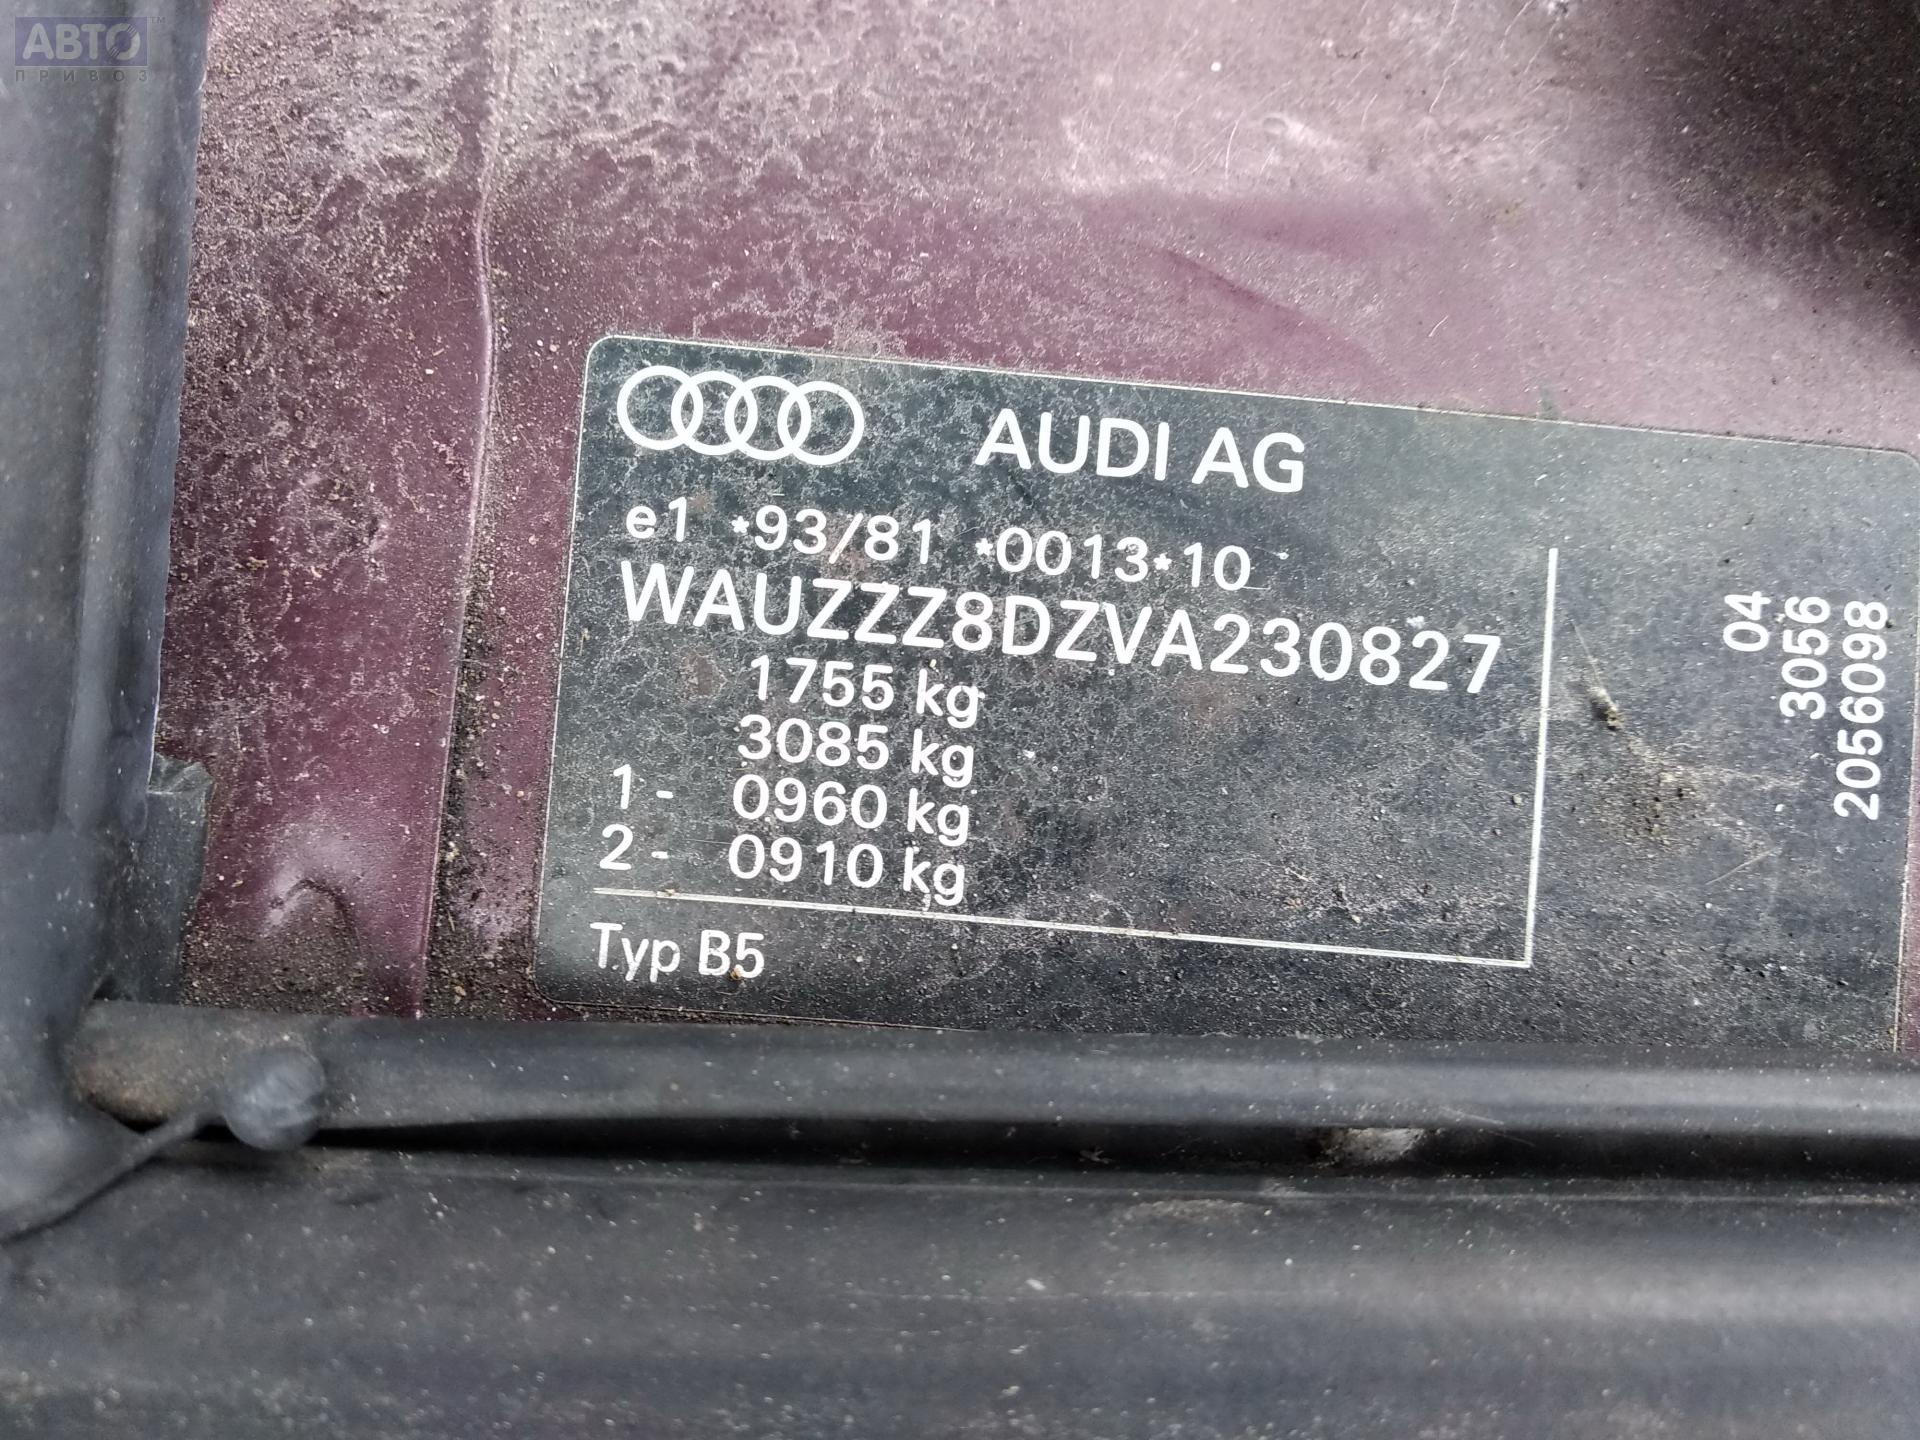 АВТО™
ПРИВОЗ
AUDI AG
e1 *93/81 *0013*10
WAUZZZ8DZVA230827
1755 kg
3085 kg
1- 0960 kg
2- 0910 kg
Typ B5
04
3056
2056098